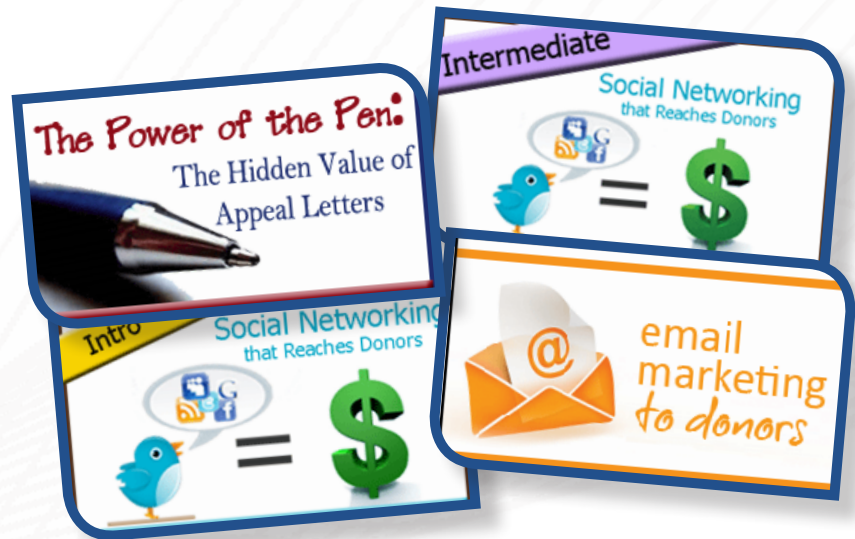 The Power of the Pen:
The Hidden Value of
Appeal Letters
Intermediate
Social Networking
that Reaches Donors
G
f
=
$
Intro
Social Networking
that Reaches Donors
G
f
=
$
@
email
marketing
to donors